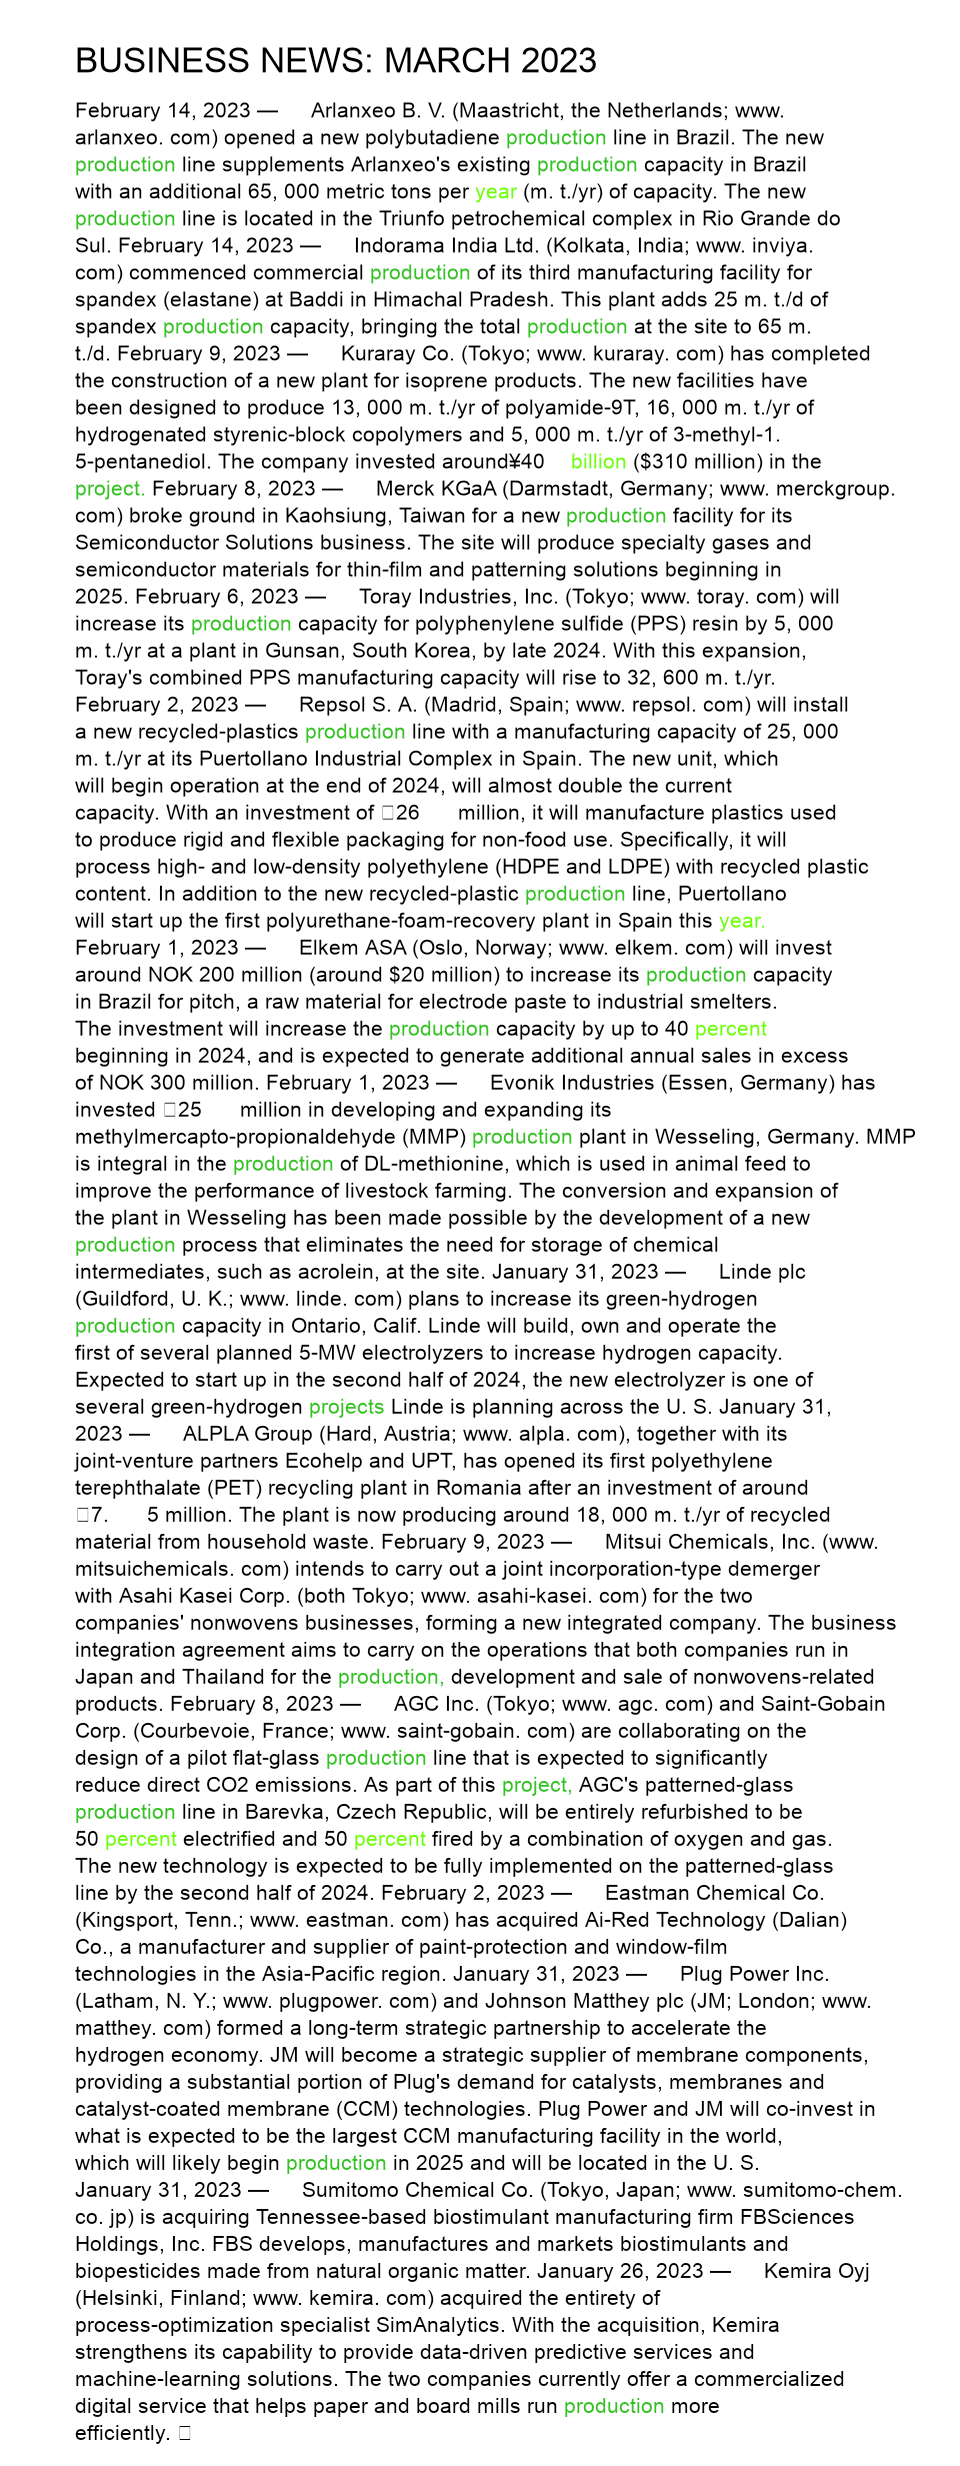 BUSINESS NEWS: MARCH 2023
February 14, 2023 — Arlanxeo B. V. (Maastricht, the Netherlands; www.
arlanxeo. com) opened a new polybutadiene production line in Brazil. The new
production line supplements Arlanxeo's existing production capacity in Brazil
with an additional 65, 000 metric tons per year (m. t./yr) of capacity. The new
production line is located in the Triunfo petrochemical complex in Rio Grande do
Sul. February 14, 2023 — Indorama India Ltd. (Kolkata, India; www. inviya.
com) commenced commercial production of its third manufacturing facility for
spandex (elastane) at Baddi in Himachal Pradesh. This plant adds 25 m. t./d of
spandex production capacity, bringing the total production at the site to 65 m.
t./d. February 9, 2023 — Kuraray Co. (Tokyo; www. kuraray. com) has completed
the construction of a new plant for isoprene products. The new facilities have
been designed to produce 13, 000 m. t./yr of polyamide-9T, 16, 000 m. t./yr of
hydrogenated styrenic-block copolymers and 5, 000 m. t./yr of 3-methyl-1.
5-pentanediol. The company invested around¥40 billion ($310 million) in the
project. February 8, 2023 — Merck KGaA (Darmstadt, Germany; www. merckgroup.
com) broke ground in Kaohsiung, Taiwan for a new production facility for its
Semiconductor Solutions business. The site will produce specialty gases and
semiconductor materials for thin-film and patterning solutions beginning in
2025. February 6, 2023 — Toray Industries, Inc. (Tokyo; www. toray. com) will
increase its production capacity for polyphenylene sulfide (PPS) resin by 5, 000
m. t./yr at a plant in Gunsan, South Korea, by late 2024. With this expansion,
Toray's combined PPS manufacturing capacity will rise to 32, 600 m. t./yr.
February 2, 2023 — Repsol S. A. (Madrid, Spain; www. repsol. com) will install
a new recycled-plastics production line with a manufacturing capacity of 25, 000
m. t./yr at its Puertollano Industrial Complex in Spain. The new unit, which
will begin operation at the end of 2024, will almost double the current
capacity. With an investment of 26 million, it will manufacture plastics used
to produce rigid and flexible packaging for non-food use. Specifically, it will
process high- and low-density polyethylene (HDPE and LDPE) with recycled plastic
content. In addition to the new recycled-plastic production line, Puertollano
will start up the first polyurethane-foam-recovery plant in Spain this year.
February 1, 2023 — Elkem ASA (Oslo, Norway; www. elkem. com) will invest
around NOK 200 million (around $20 million) to increase its production capacity
in Brazil for pitch, a raw material for electrode paste to industrial smelters.
The investment will increase the production capacity by up to 40 percent
beginning in 2024, and is expected to generate additional annual sales in excess
of NOK 300 million. February 1, 2023 — Evonik Industries (Essen, Germany) has
invested 25 million in developing and expanding its
methylmercapto-propionaldehyde (MMP) production plant in Wesseling, Germany. MMP
is integral in the production of DL-methionine, which is used in animal feed to
improve the performance of livestock farming. The conversion and expansion of
the plant in Wesseling has been made possible by the development of a new
production process that eliminates the need for storage of chemical
intermediates, such as acrolein, at the site. January 31, 2023 — Linde plc
(Guildford, U. K.; www. linde. com) plans to increase its green-hydrogen
production capacity in Ontario, Calif. Linde will build, own and operate the
first of several planned 5-MW electrolyzers to increase hydrogen capacity.
Expected to start up in the second half of 2024, the new electrolyzer is one of
several green-hydrogen projects Linde is planning across the U. S. January 31,
2023 — ALPLA Group (Hard, Austria; www. alpla. com), together with its
joint-venture partners Ecohelp and UPT, has opened its first polyethylene
terephthalate (PET) recycling plant in Romania after an investment of around
7. 5 million. The plant is now producing around 18, 000 m. t./yr of recycled
material from household waste. February 9, 2023 — Mitsui Chemicals, Inc. (www.
mitsuichemicals. com) intends to carry out a joint incorporation-type demerger
with Asahi Kasei Corp. (both Tokyo; www. asahi-kasei. com) for the two
companies' nonwovens businesses, forming a new integrated company. The business
integration agreement aims to carry on the operations that both companies run in
Japan and Thailand for the production, development and sale of nonwovens-related
products. February 8, 2023 — AGC Inc. (Tokyo; www. agc. com) and Saint-Gobain
Corp. (Courbevoie, France; www. saint-gobain. com) are collaborating on the
design of a pilot flat-glass production line that is expected to significantly
reduce direct CO2 emissions. As part of this project, AGC's patterned-glass
production line in Barevka, Czech Republic, will be entirely refurbished to be
50 percent electrified and 50 percent fired by a combination of oxygen and gas.
The new technology is expected to be fully implemented on the patterned-glass
line by the second half of 2024. February 2, 2023 — Eastman Chemical Co.
(Kingsport, Tenn.; www. eastman. com) has acquired Ai-Red Technology (Dalian)
Co., a manufacturer and supplier of paint-protection and window-film
technologies in the Asia-Pacific region. January 31, 2023 — Plug Power Inc.
(Latham, N. Y.; www. plugpower. com) and Johnson Matthey plc (JM; London; www.
matthey. com) formed a long-term strategic partnership to accelerate the
hydrogen economy. JM will become a strategic supplier of membrane components,
providing a substantial portion of Plug's demand for catalysts, membranes and
catalyst-coated membrane (CCM) technologies. Plug Power and JM will co-invest in
what is expected to be the largest CCM manufacturing facility in the world,
which will likely begin production in 2025 and will be located in the U. S.
January 31, 2023 — Sumitomo Chemical Co. (Tokyo, Japan; www. sumitomo-chem.
co. jp) is acquiring Tennessee-based biostimulant manufacturing firm FBSciences
Holdings, Inc. FBS develops, manufactures and markets biostimulants and
biopesticides made from natural organic matter. January 26, 2023 — Kemira Oyj
(Helsinki, Finland; www. kemira. com) acquired the entirety of
process-optimization specialist SimAnalytics. With the acquisition, Kemira
strengthens its capability to provide data-driven predictive services and
machine-learning solutions. The two companies currently offer a commercialized
digital service that helps paper and board mills run production more
efficiently.